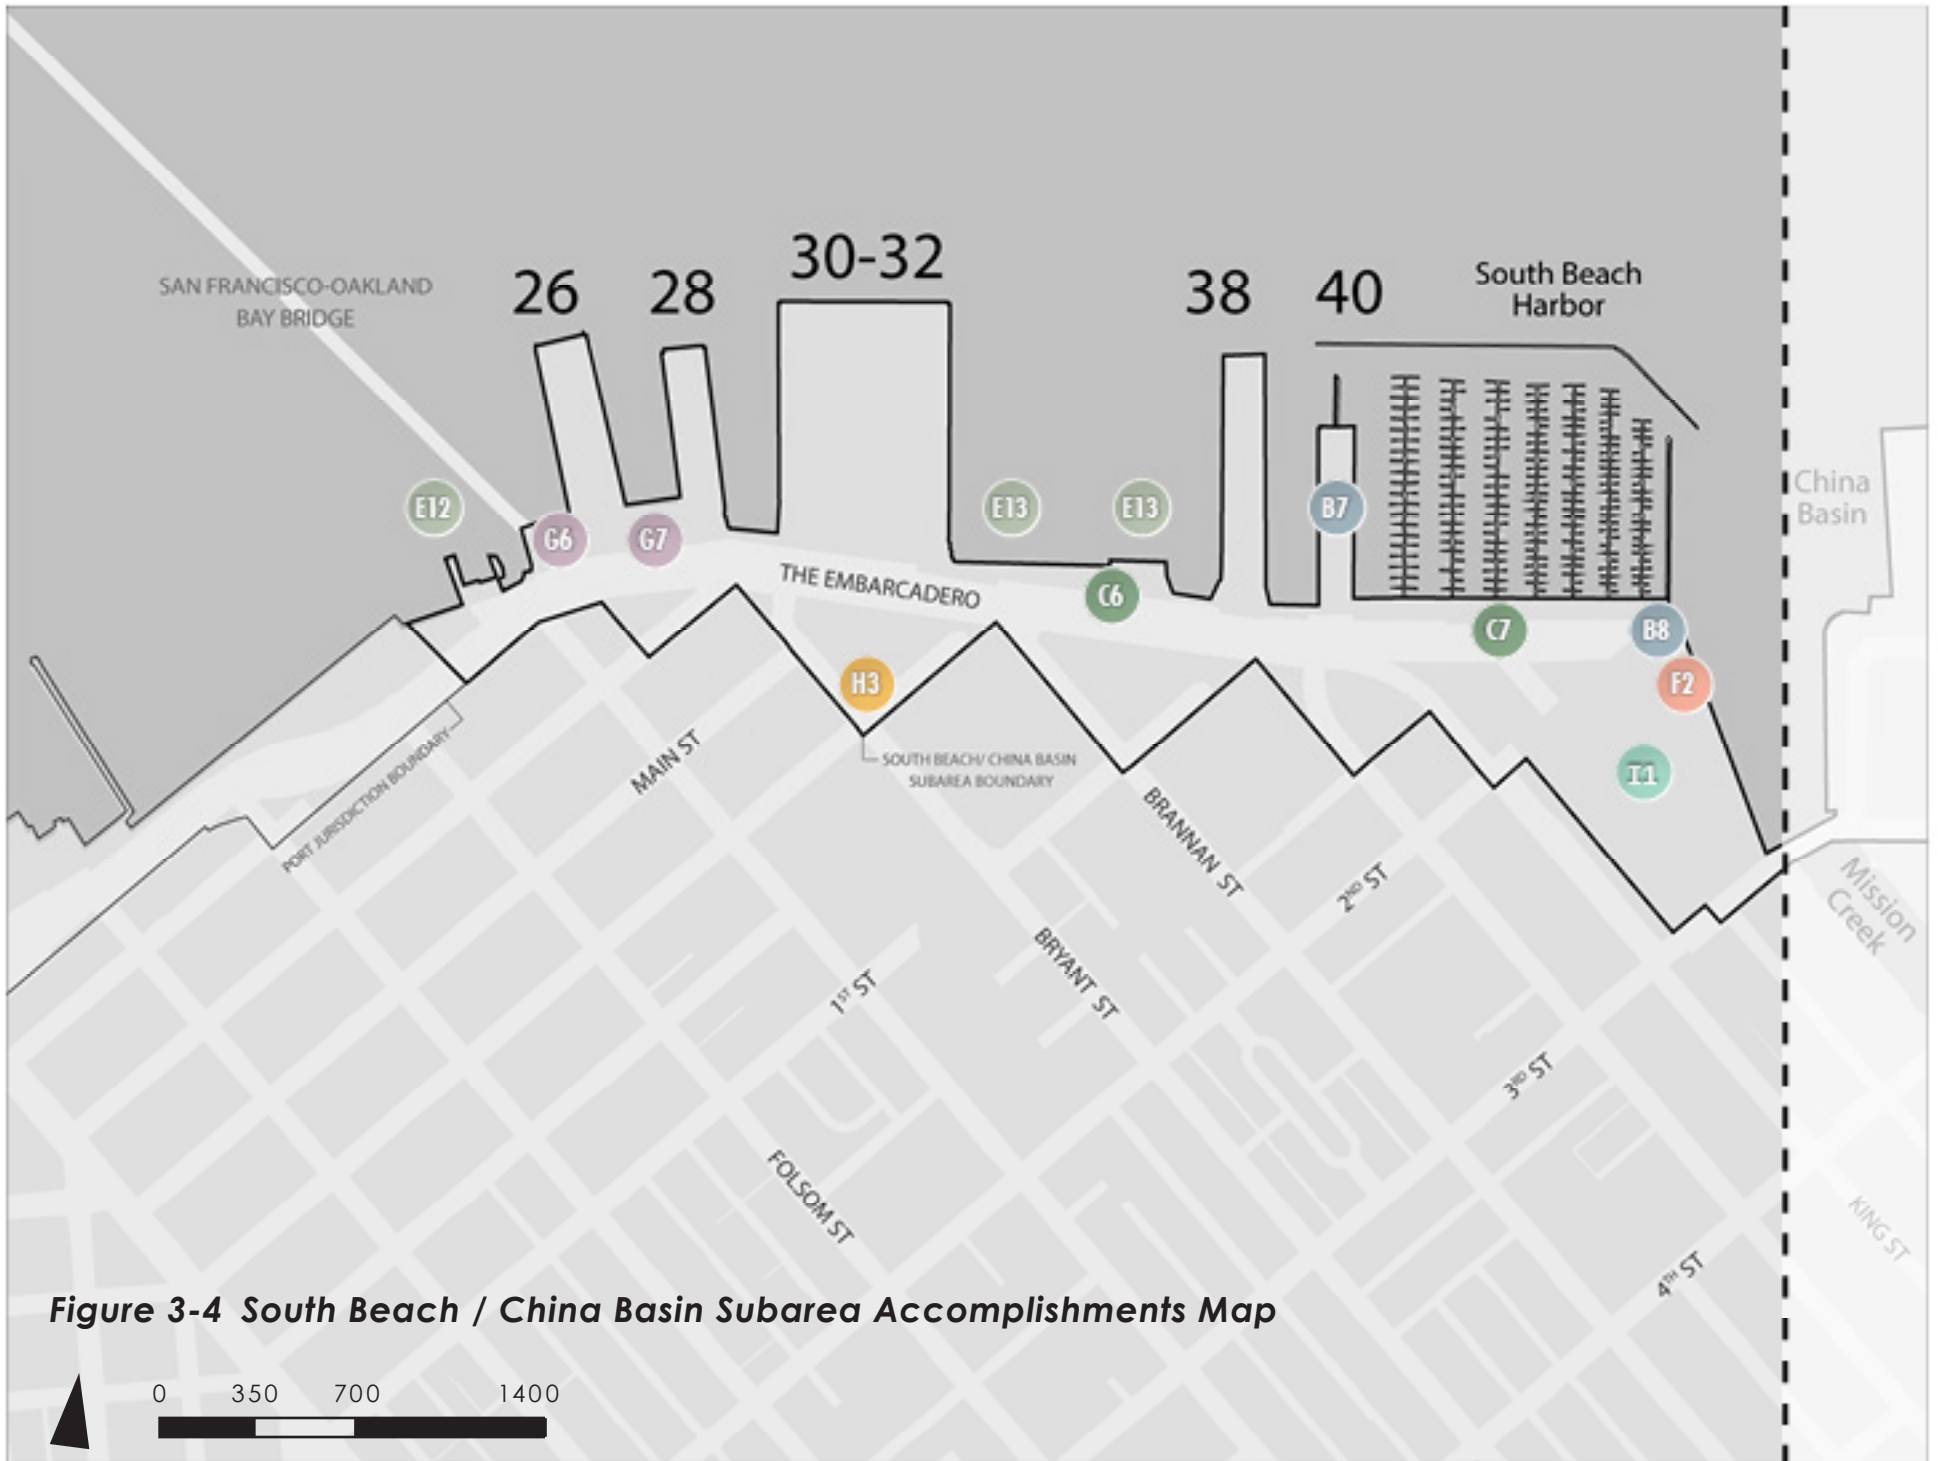 30-32
26
28
38
40
South Beach
Harbor
SAN FRANCISCO-OAKLAND
BAY BRIDGE
China
Basin
E12
E13
E13
B7
G6
G7
THE EMBARCADERO
C6
C7
B8
H3
F2
SOUTH BEACH/ CHINA BASIN
SUBAREA BOUNDARY
I1
PORT JURISDICTION BOUNDARY
MAIN ST
BRANNAN ST
2ND ST
Mission
Creek
BRYANT ST
1ST ST
3RD ST
FOLSOM ST
KING ST
4TH ST
Figure 3-4 South Beach / China Basin Subarea Accomplishments Map
0 350 700 1400